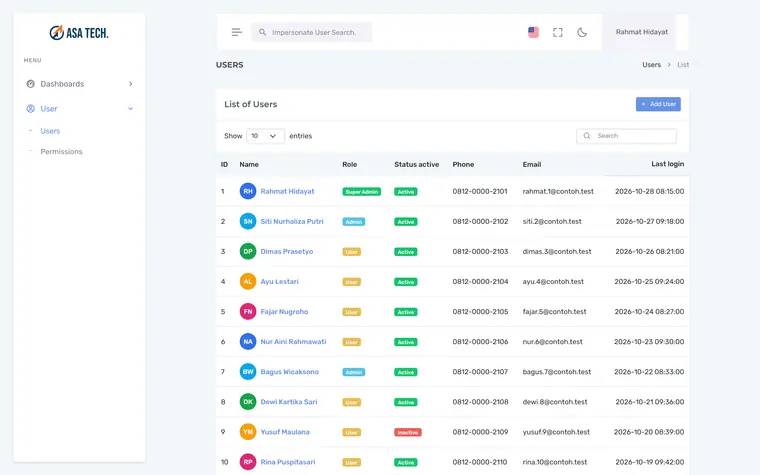 ASA TECH.
Impersonate User Search.
Rahmat Hidayat
MENU
Dashboards
User
Users
Permissions
USERS
Users > List
List of Users
+ Add User
Show 10 entries
Search
ID Name Role Status active Phone Email Last login
1 RH Rahmat Hidayat Super Admin Active 0812-0000-2101 rahmat.1@contoh.test 2026-10-28 08:15:00
2 SN Siti Nurhaliza Putri Admin Active 0812-0000-2102 siti.2@contoh.test 2026-10-27 09:18:00
3 DP Dimas Prasetyo User Active 0812-0000-2103 dimas.3@contoh.test 2026-10-26 08:21:00
4 AL Ayu Lestari User Active 0812-0000-2104 ayu.4@contoh.test 2026-10-25 09:24:00
5 FN Fajar Nugroho User Active 0812-0000-2105 fajar.5@contoh.test 2026-10-24 08:27:00
6 NA Nur Aini Rahmawati User Active 0812-0000-2106 nur.6@contoh.test 2026-10-23 09:30:00
7 BW Bagus Wicaksono Admin Active 0812-0000-2107 bagus.7@contoh.test 2026-10-22 08:33:00
8 DK Dewi Kartika Sari User Active 0812-0000-2108 dewi.8@contoh.test 2026-10-21 09:36:00
9 YM Yusuf Maulana User Inactive 0812-0000-2109 yusuf.9@contoh.test 2026-10-20 08:39:00
10 RP Rina Puspitasari User Active 0812-0000-2110 rina.10@contoh.test 2026-10-19 09:42:00